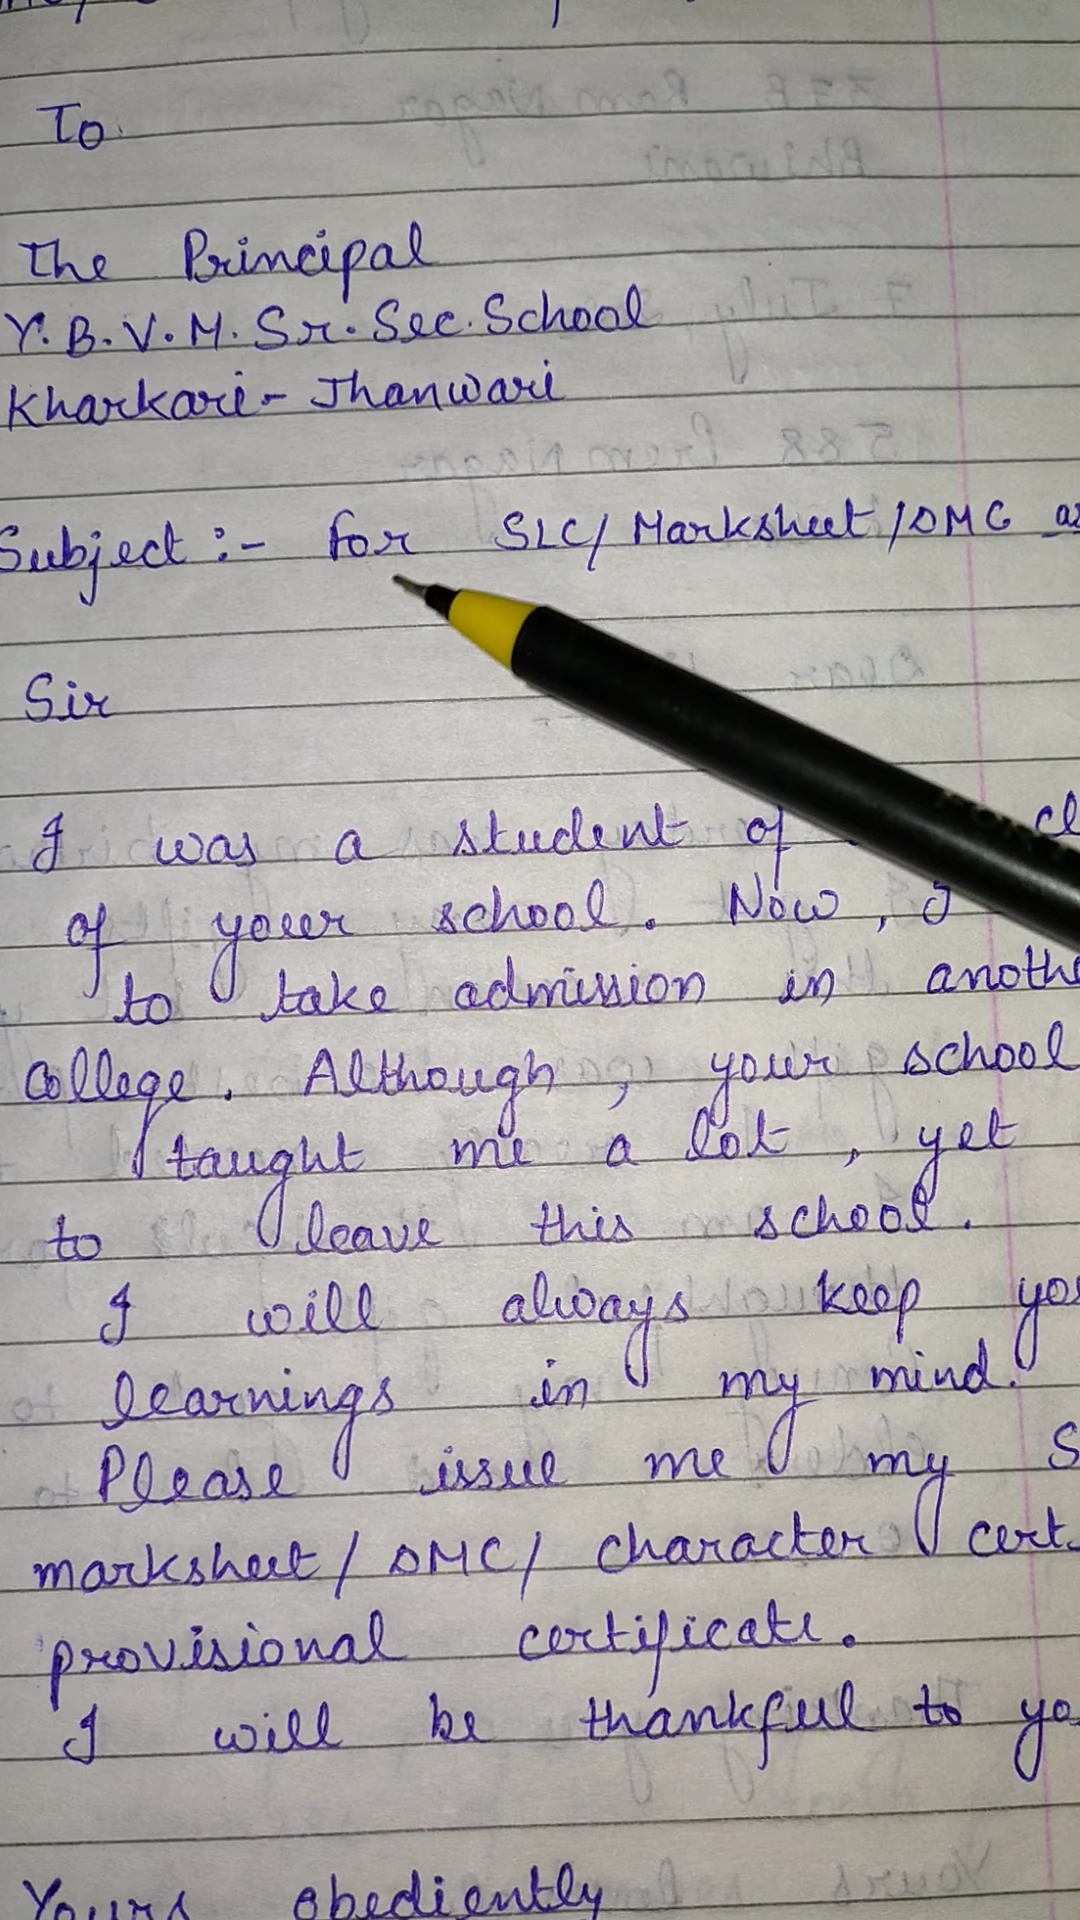 To
The Principal
Y.B.V.M. Sr. Sec. School
Kharkari - Jhanwari
Subject :- For SLC/ Marksheet /DMC
Sir
I was a student of
of your school. Now, I
to take admission in
college. Although, your school
taught me a lot, yet
to leave this school.
I will always keep
learnings in my mind.
Please issue me my S
marksheet/ DMC/ character cert.
provisional certificate.
I will be thankful to yo
Yours obediently